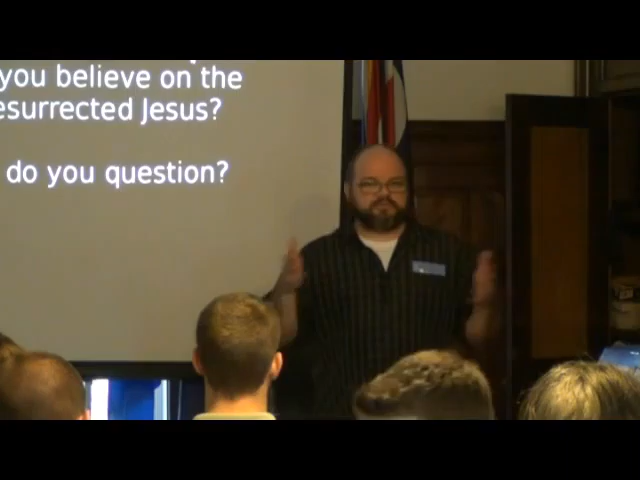 you believe on the
esurrected Jesus?
do you question?